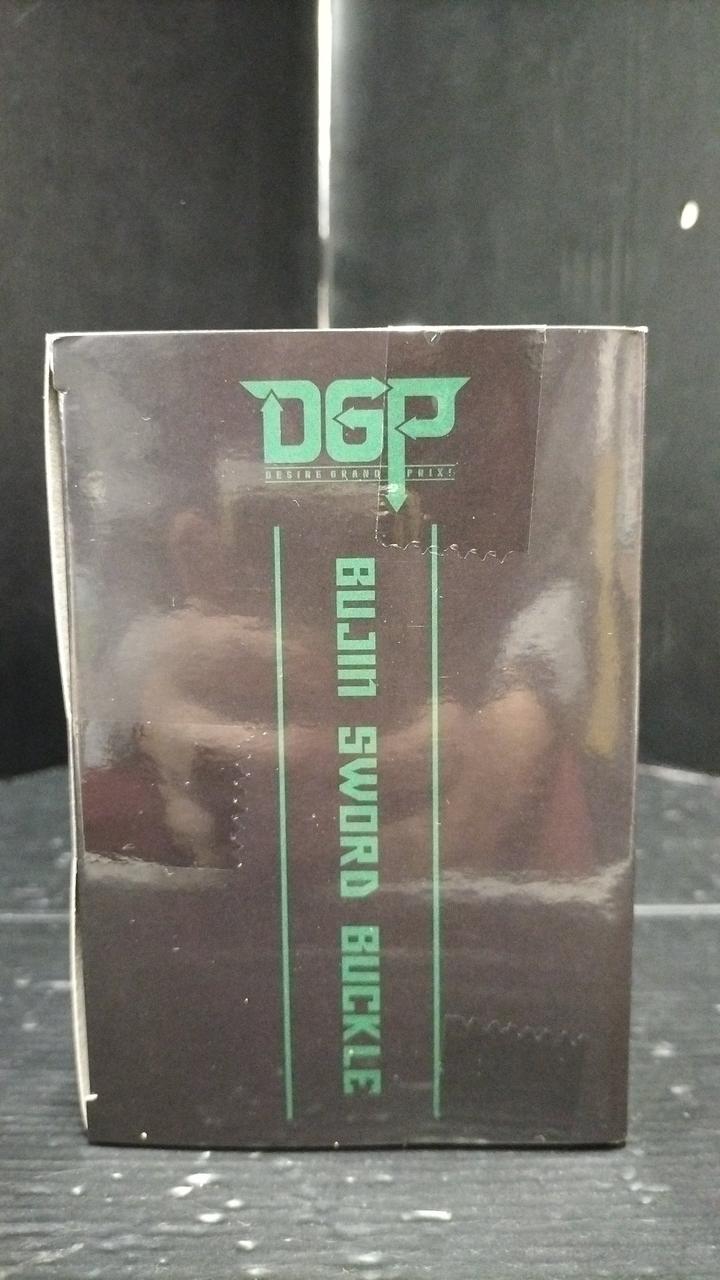 DGP
DESIRE GRAND PRIX!
BUJIN SWORD BUCKLE